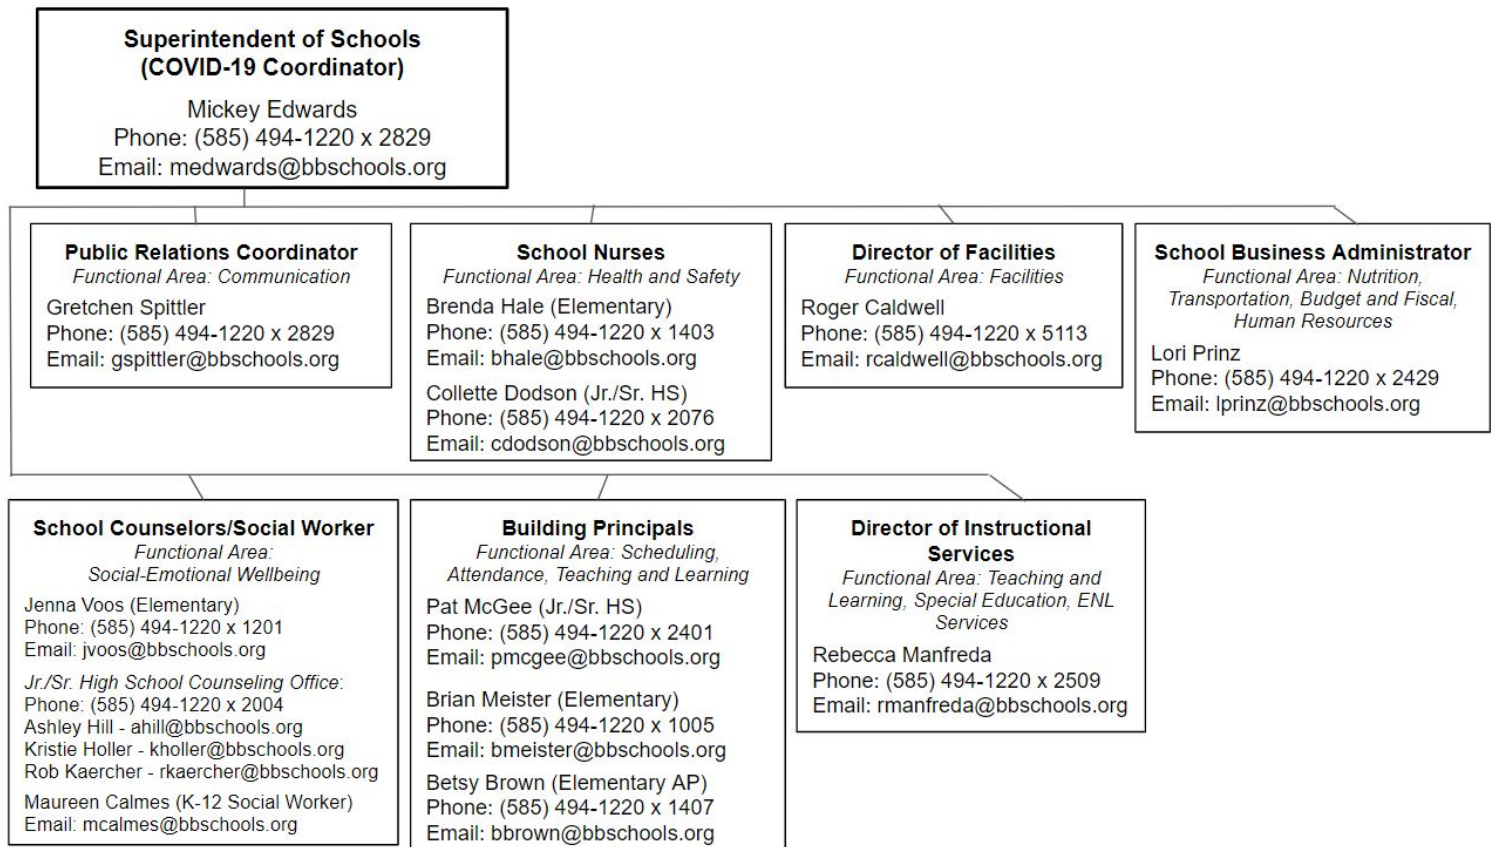 Superintendent of Schools
(COVID-19 Coordinator)
Mickey Edwards
Phone: (585) 494-1220 x 2829
Email: medwards@bbschools.org
Public Relations Coordinator
Functional Area: Communication
Gretchen Spittler
Phone: (585) 494-1220 x 2829
Email: gspittler@bbschools.org
School Nurses
Functional Area: Health and Safety
Brenda Hale (Elementary)
Phone: (585) 494-1220 x 1403
Email: bhale@bbschools.org
Collette Dodson (Jr./Sr. HS)
Phone: (585) 494-1220 x 2076
Email: cdodson@bbschools.org
Director of Facilities
Functional Area: Facilities
Roger Caldwell
Phone: (585) 494-1220 x 5113
Email: rcaldwell@bbschools.org
School Business Administrator
Functional Area: Nutrition,
Transportation, Budget and Fiscal,
Human Resources
Lori Prinz
Phone: (585) 494-1220 x 2429
Email: lprinz@bbschools.org
School Counselors/Social Worker
Functional Area:
Social-Emotional Wellbeing
Jenna Voos (Elementary)
Phone: (585) 494-1220 x 1201
Email: jvoos@bbschools.org
Jr./Sr. High School Counseling Office:
Phone: (585) 494-1220 x 2004
Ashley Hill - ahill@bbschools.org
Kristie Holler - kholler@bbschools.org
Rob Kaercher - rkaercher@bbschools.org
Maureen Calmes (K-12 Social Worker)
Email: mcalmes@bbschools.org
Building Principals
Functional Area: Scheduling,
Attendance, Teaching and Learning
Pat McGee (Jr./Sr. HS)
Phone: (585) 494-1220 x 2401
Email: pmcgee@bbschools.org
Brian Meister (Elementary)
Phone: (585) 494-1220 x 1005
Email: bmeister@bbschools.org
Betsy Brown (Elementary AP)
Phone: (585) 494-1220 x 1407
Email: bbrown@bbschools.org
Director of Instructional
Services
Functional Area: Teaching and
Learning, Special Education, ENL
Services
Rebecca Manfreda
Phone: (585) 494-1220 x 2509
Email: rmanfreda@bbschools.org